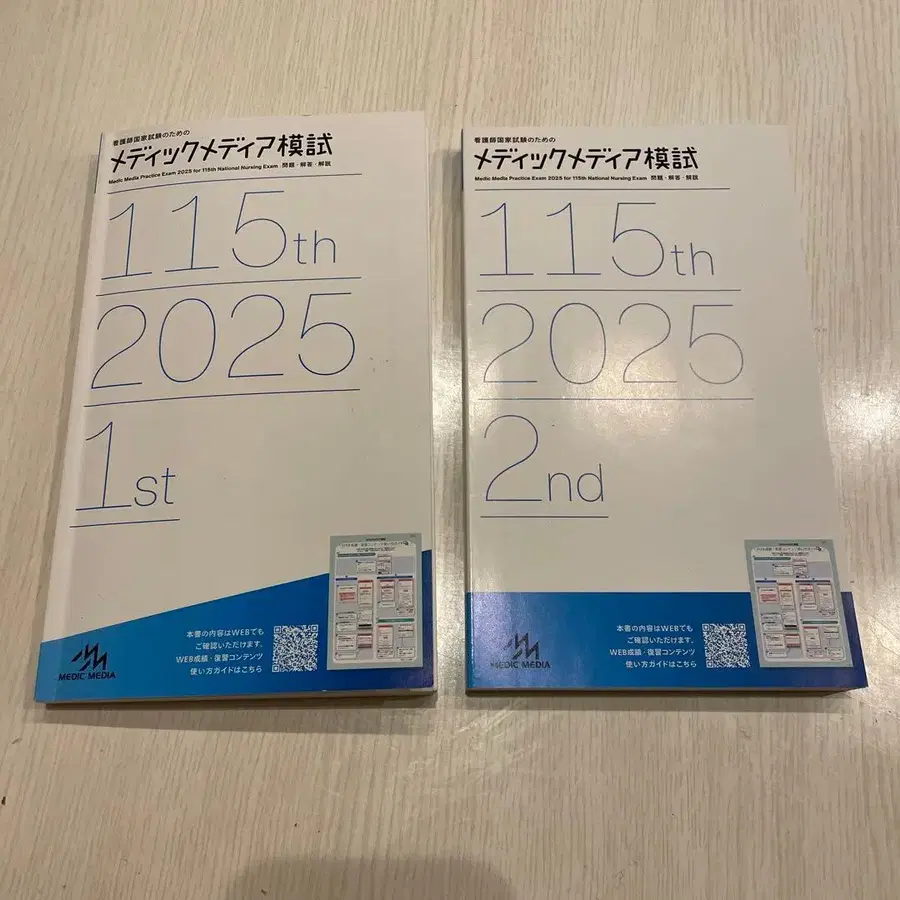 看護師国家試験のための
メディックメディア模試
Medic Media Practice Exam 2025 for 115th National Nursing Exam 問題・解答・解説
115th
2025
1st
本書の内容はWEBでも
ご確認いただけます。
WEB成績・復習コンテンツ
使い方ガイドはこちら
MEDIC MEDIA
看護師国家試験のための
メディックメディア模試
Medic Media Practice Exam 2025 for 115th National Nursing Exam 問題・解答・解説
115th
2025
2nd
本書の内容はWEBでも
ご確認いただけます。
WEB成績・復習コンテンツ
使い方ガイドはこちら
MEDIC MEDIA